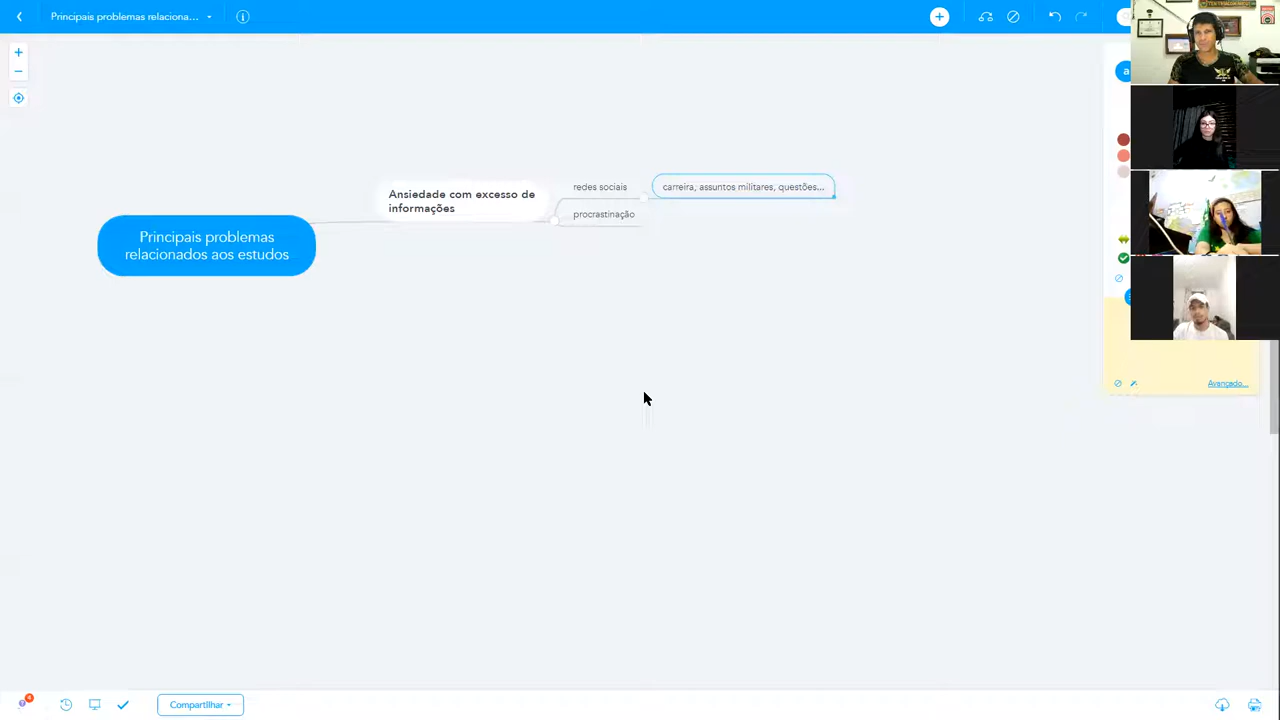 Principais problemas relaciona...
a
redes sociais
carreira, assuntos militares, questões...
Ansiedade com excesso de
informações
procrastinação
Principais problemas
relacionados aos estudos
Avançado...
Compartilhar